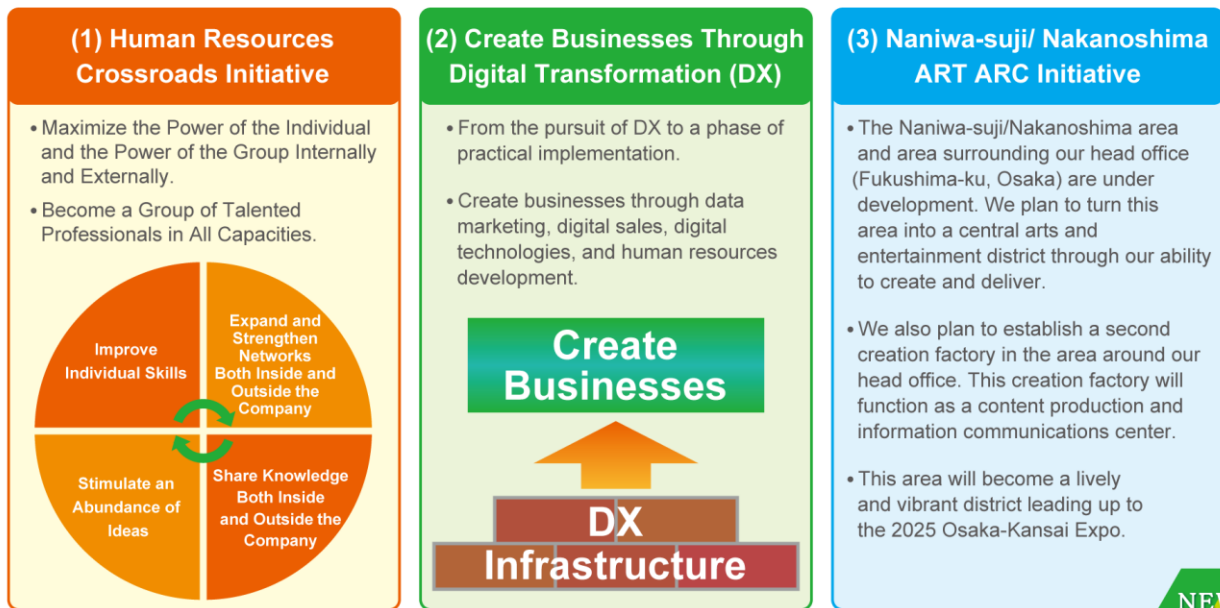 (1) Human Resources
Crossroads Initiative
• Maximize the Power of the Individual
and the Power of the Group Internally
and Externally.
• Become a Group of Talented
Professionals in All Capacities.
Improve
Individual Skills
Expand and
Strengthen
Networks
Both Inside and
Outside the
Company
Stimulate an
Abundance of
Ideas
Share Knowledge
Both Inside
and Outside the
Company
(2) Create Businesses Through
Digital Transformation (DX)
• From the pursuit of DX to a phase of
practical implementation.
• Create businesses through data
marketing, digital sales, digital
technologies, and human resources
development.
Create
Businesses
DX
Infrastructure
(3) Naniwa-suji/ Nakanoshima
ART ARC Initiative
• The Naniwa-suji/Nakanoshima area
and area surrounding our head office
(Fukushima-ku, Osaka) are under
development. We plan to turn this
area into a central arts and
entertainment district through our ability
to create and deliver.
• We also plan to establish a second
creation factory in the area around our
head office. This creation factory will
function as a content production and
information communications center.
• This area will become a lively
and vibrant district leading up to
the 2025 Osaka-Kansai Expo.